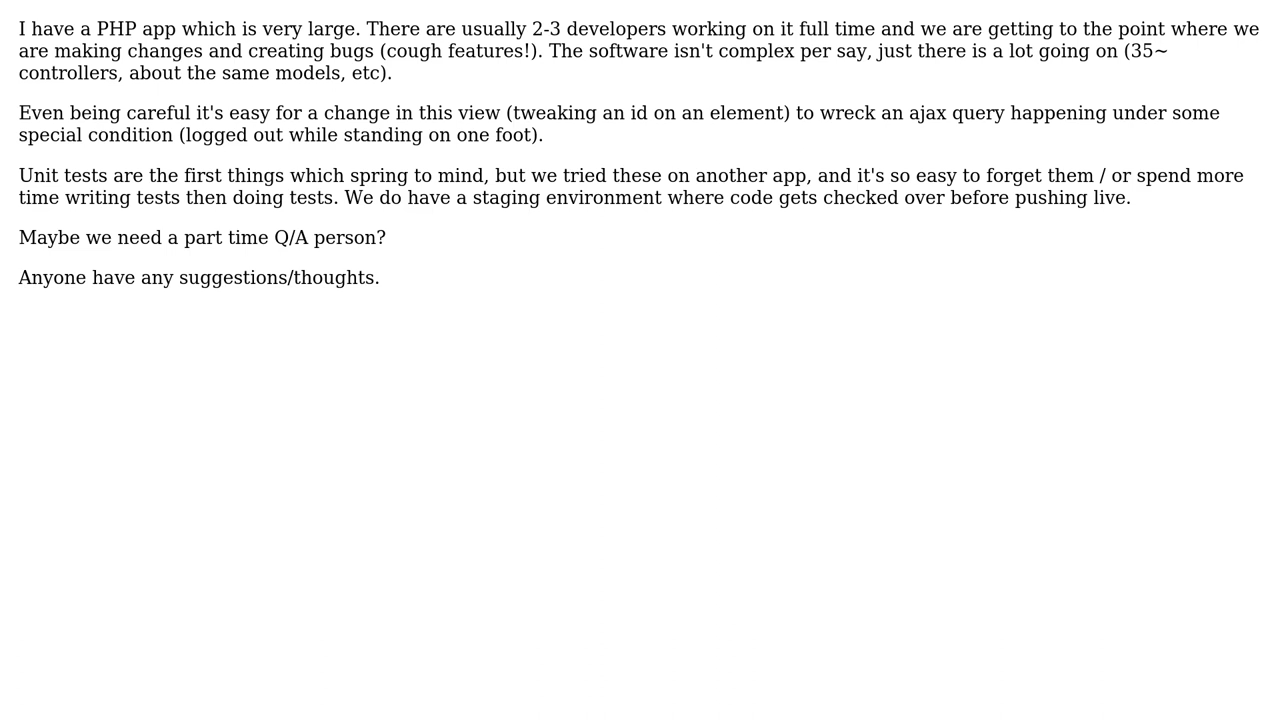 I have a PHP app which is very large. There are usually 2-3 developers working on it full time and we are getting to the point where we
are making changes and creating bugs (cough features!). The software isn't complex per say, just there is a lot going on (35~
controllers, about the same models, etc).
Even being careful it's easy for a change in this view (tweaking an id on an element) to wreck an ajax query happening under some
special condition (logged out while standing on one foot).
Unit tests are the first things which spring to mind, but we tried these on another app, and it's so easy to forget them / or spend more
time writing tests then doing tests. We do have a staging environment where code gets checked over before pushing live.
Maybe we need a part time Q/A person?
Anyone have any suggestions/thoughts.